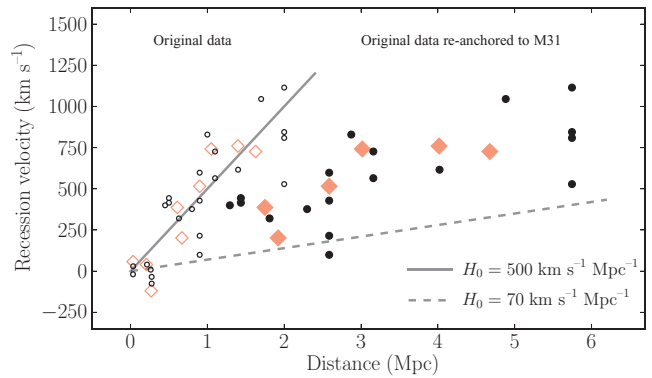 Original data
Original data re-anchored to M31
1500
1250
1000
750
500
250
0
−250
Recession velocity (km s⁻¹)
H₀ = 500 km s⁻¹ Mpc⁻¹
H₀ = 70 km s⁻¹ Mpc⁻¹
0 1 2 3 4 5 6
Distance (Mpc)